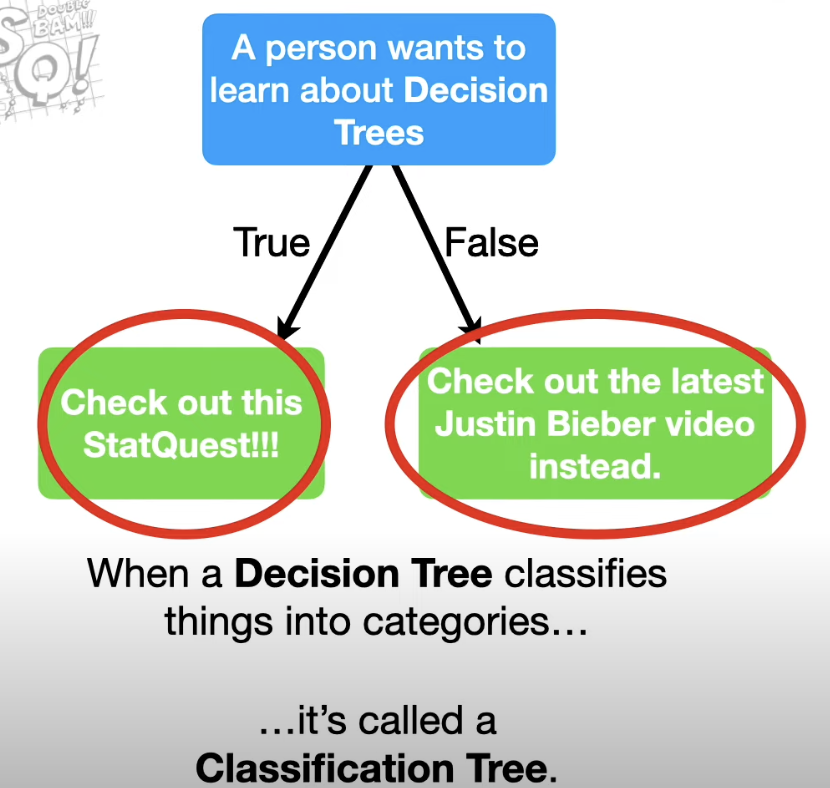 DOUBLE
BAM!!!
S
Q!
A person wants to
learn about Decision
Trees
True
False
Check out this
StatQuest!!!
Check out the latest
Justin Bieber video
instead.
When a Decision Tree classifies
things into categories…
…it’s called a
Classification Tree.